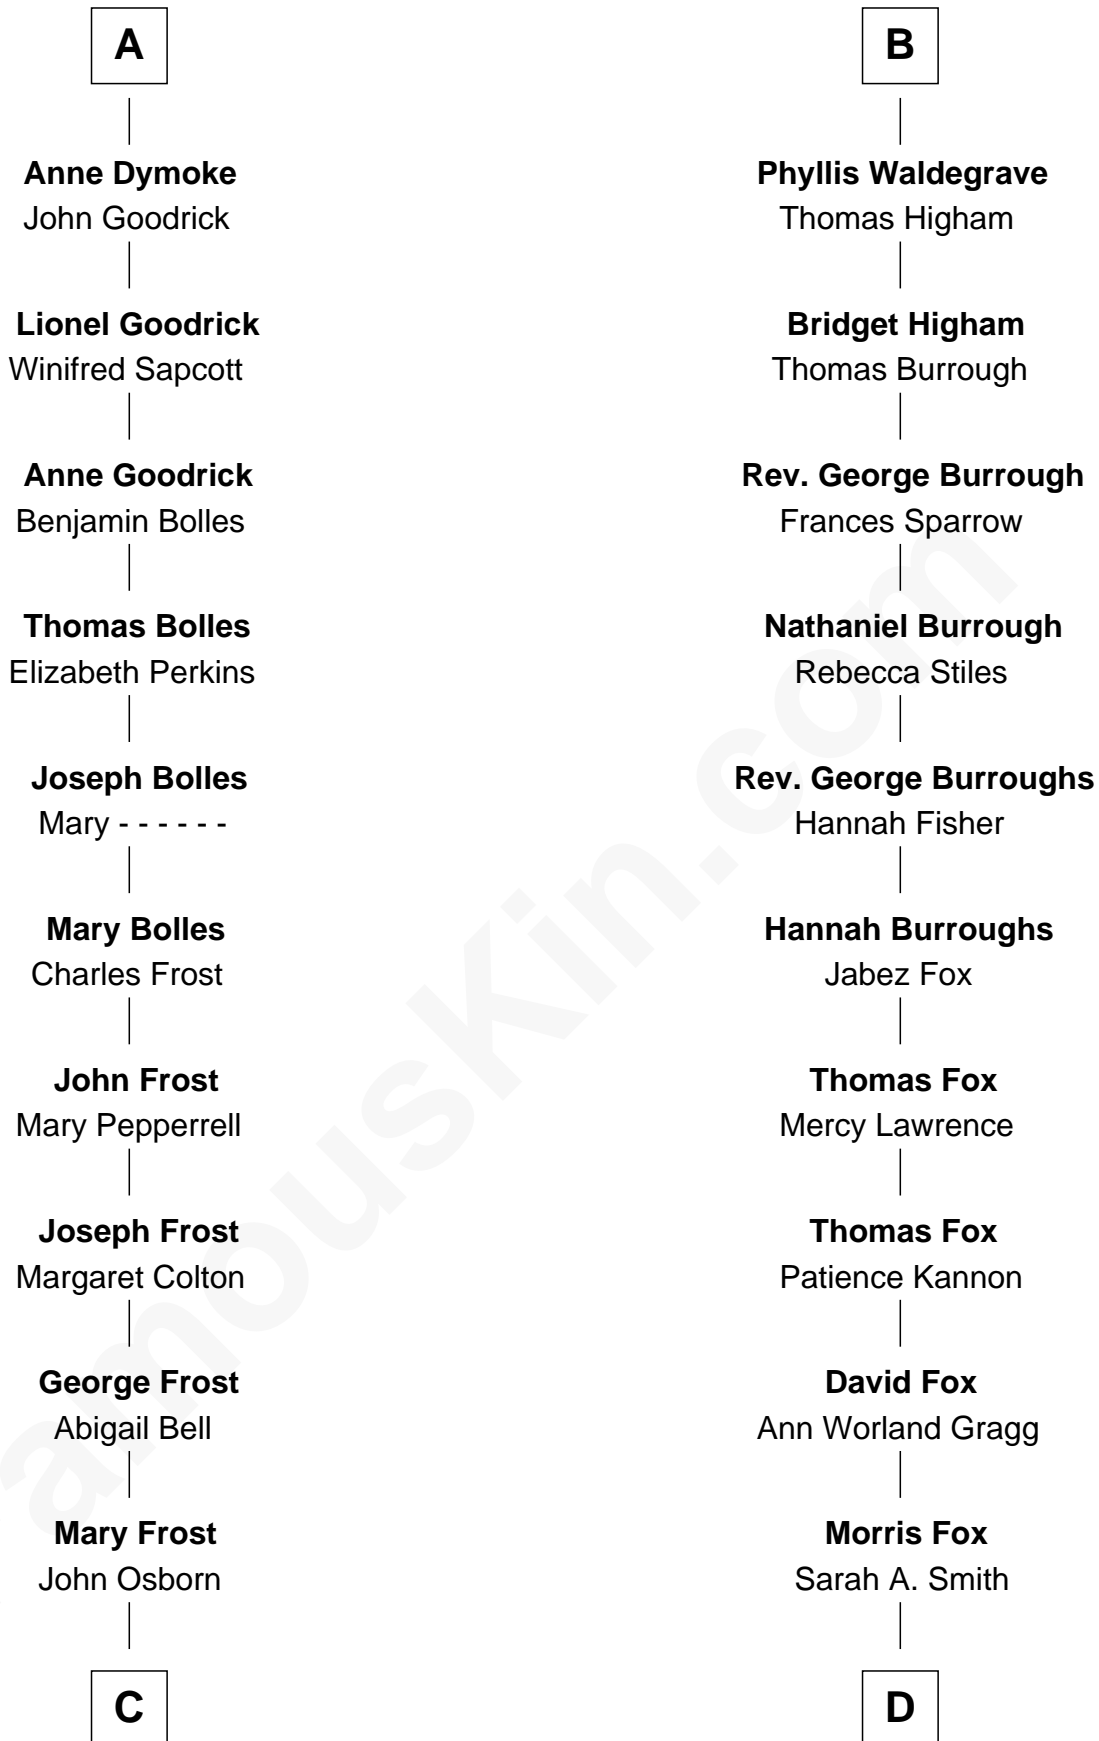 A
Anne Dymoke
John Goodrick
Lionel Goodrick
Winifred Sapcott
Anne Goodrick
Benjamin Bolles
Thomas Bolles
Elizabeth Perkins
Joseph Bolles
Mary - - - - - -
Mary Bolles
Charles Frost
John Frost
Mary Pepperrell
Joseph Frost
Margaret Colton
George Frost
Abigail Bell
Mary Frost
John Osborn
C
B
Phyllis Waldegrave
Thomas Higham
Bridget Higham
Thomas Burrough
Rev. George Burrough
Frances Sparrow
Nathaniel Burrough
Rebecca Stiles
Rev. George Burroughs
Hannah Fisher
Hannah Burroughs
Jabez Fox
Thomas Fox
Mercy Lawrence
Thomas Fox
Patience Kannon
David Fox
Ann Worland Gragg
Morris Fox
Sarah A. Smith
D
amouskin.com